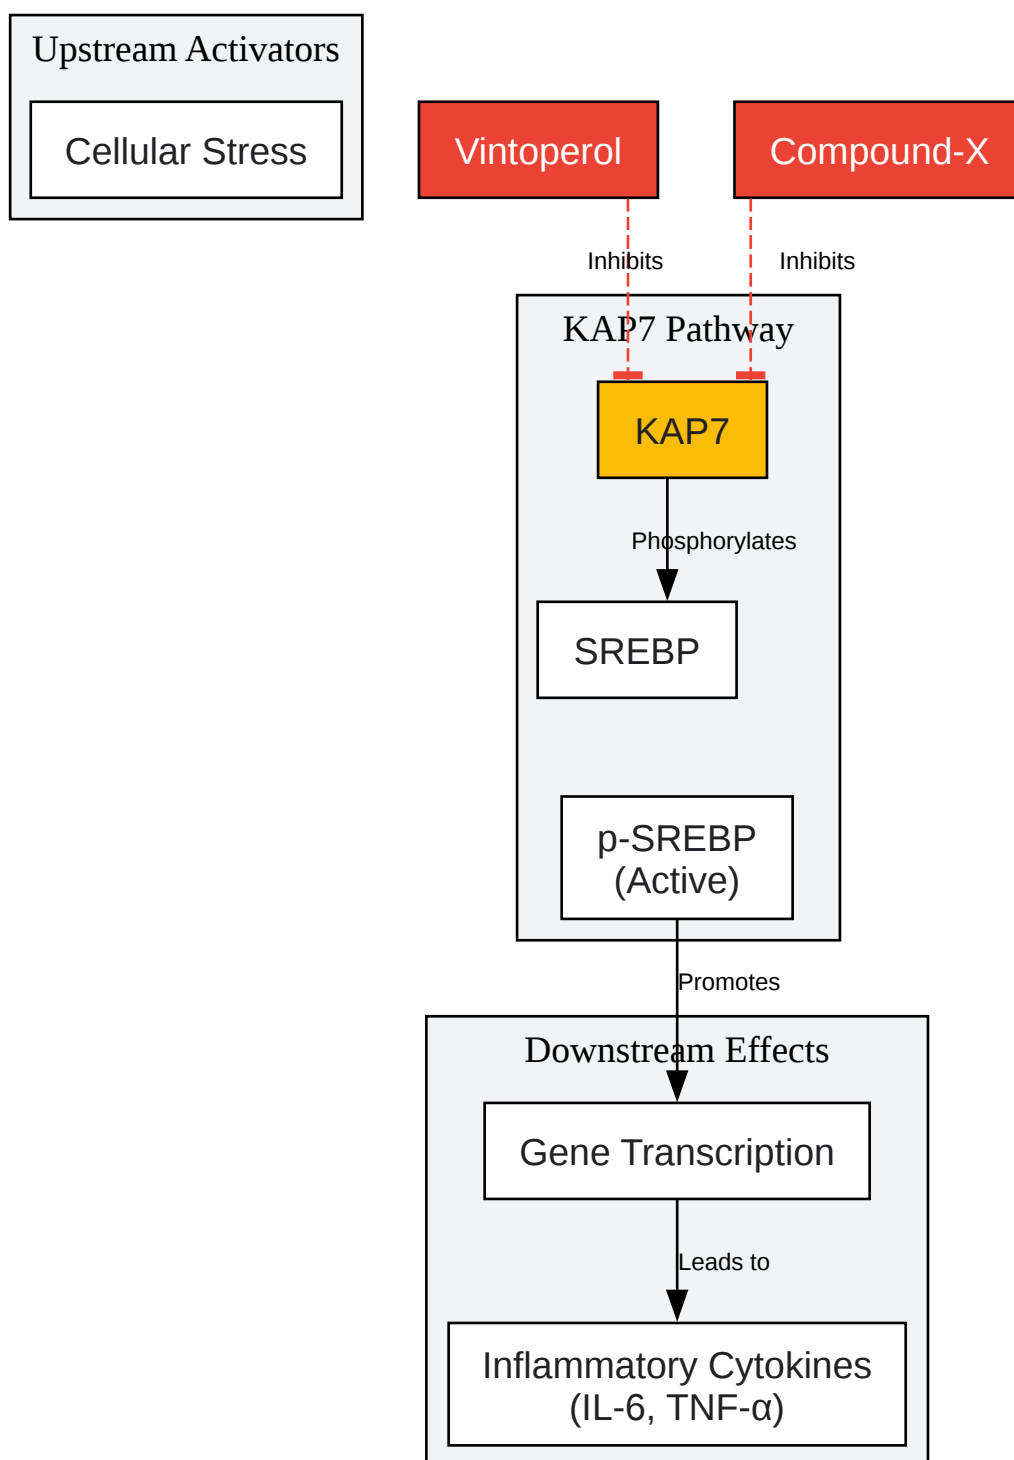 Upstream Activators
Cellular Stress
Vintoperol
Compound-X
Inhibits
Inhibits
KAP7 Pathway
KAP7
Phosphorylates
SREBP
p-SREBP
(Active)
Promotes
Downstream Effects
Gene Transcription
Leads to
Inflammatory Cytokines
(IL-6, TNF-α)